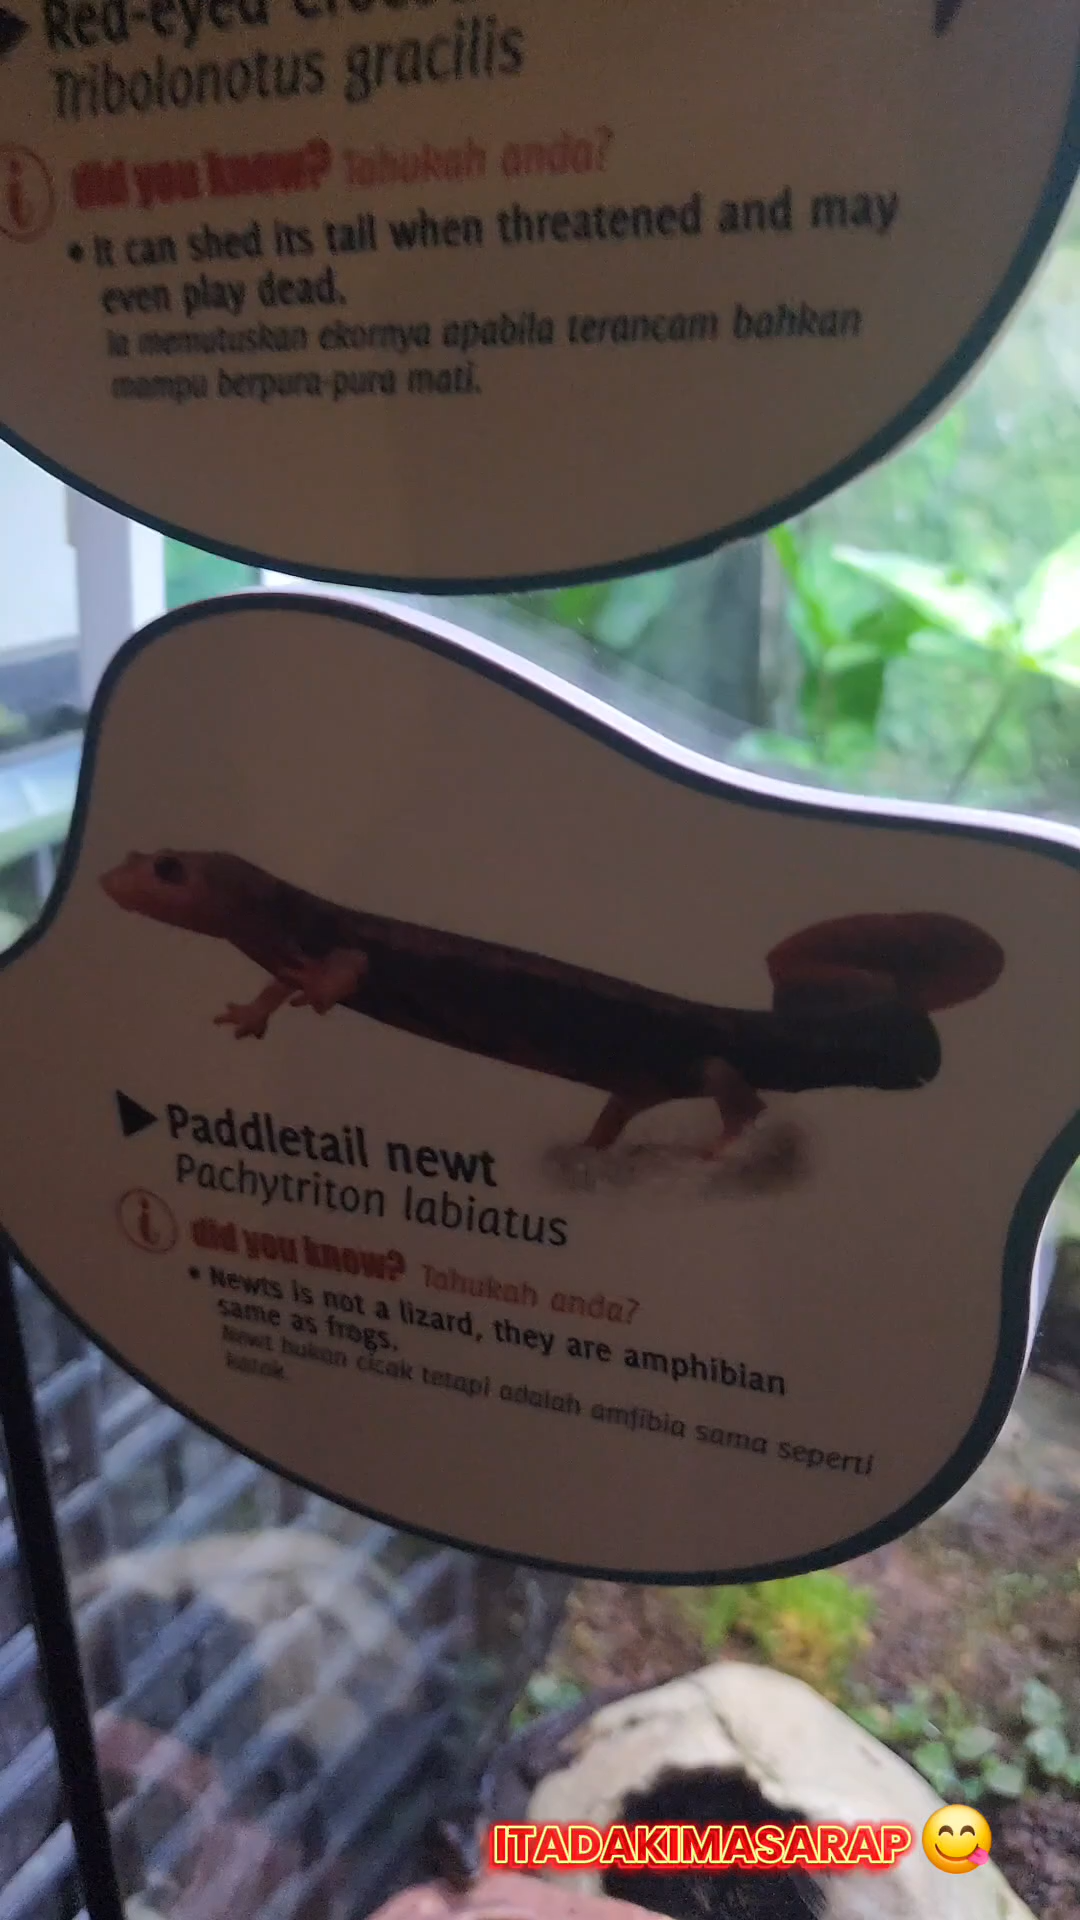 Red-eyed
Tribolonotus gracilis
i did you know? Tahukah anda?
• It can shed its tail when threatened and may
even play dead.
Ia memutuskan ekornya apabila terancam bahkan
mampu berpura-pura mati.
Paddletail newt
Pachytriton labiatus
i did you know? Tahukah anda?
• Newts is not a lizard, they are amphibian
same as frogs.
Newt bukan cicak tetapi adalah amfibia sama seperti
katak.
ITADAKIMASARAP 😋